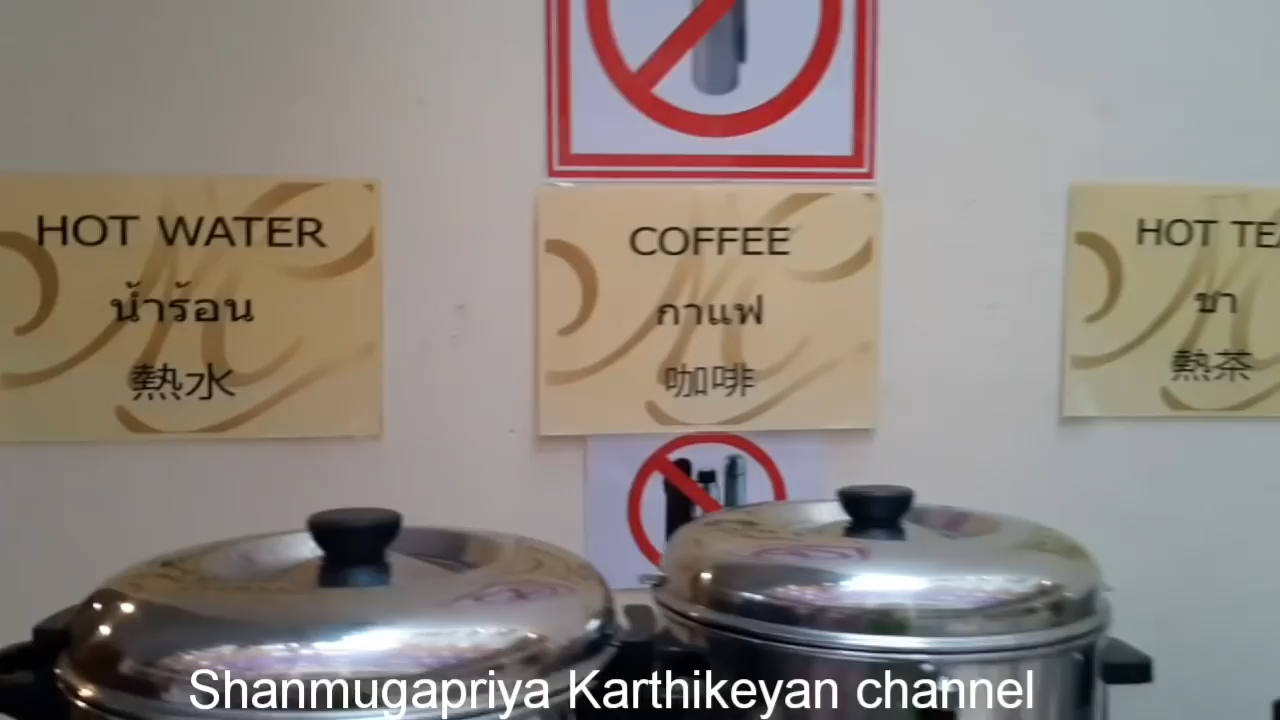 HOT WATER
น้ำร้อน
熱水
COFFEE
กาแฟ
咖啡
HOT TEA
ชา
熱茶
Shanmugapriya Karthikeyan channel